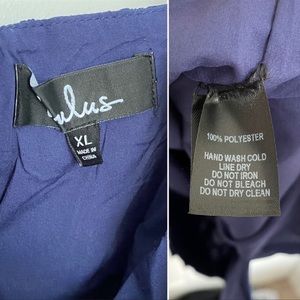 lulus
XL
MADE IN
CHINA
100% POLYESTER
HAND WASH COLD
LINE DRY
DO NOT IRON
DO NOT BLEACH
DO NOT DRY CLEAN